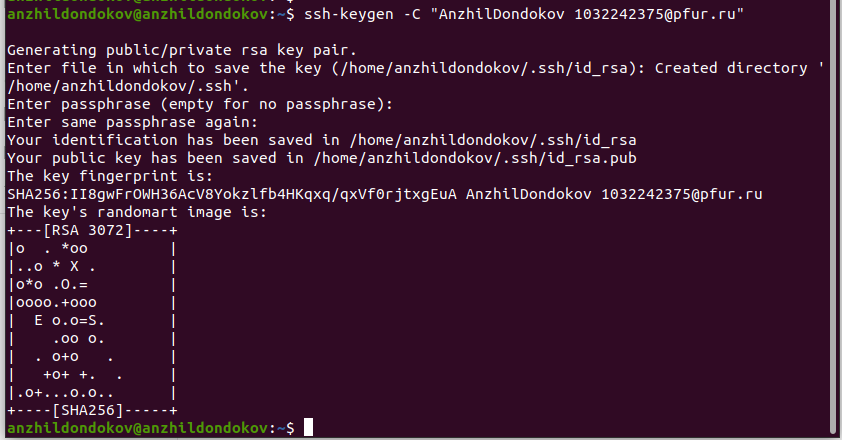 anzhildondokov@anzhildondokov:~$ ssh-keygen -C "AnzhilDondokov 1032242375@pfur.ru"
Generating public/private rsa key pair.
Enter file in which to save the key (/home/anzhildondokov/.ssh/id_rsa): Created directory '
/home/anzhildondokov/.ssh'.
Enter passphrase (empty for no passphrase):
Enter same passphrase again:
Your identification has been saved in /home/anzhildondokov/.ssh/id_rsa
Your public key has been saved in /home/anzhildondokov/.ssh/id_rsa.pub
The key fingerprint is:
SHA256:II8gwFrOWH36AcV8Yokzlfb4HKqxq/qxVf0rjtxgEuA AnzhilDondokov 1032242375@pfur.ru
The key's randomart image is:
+---[RSA 3072]----+
|o  . *oo         |
|..o * X .        |
|o*o .O.=         |
|oooo.+ooo        |
|   E o.o=S.      |
|     .oo o.      |
|   . o+o   .     |
|    +o+ +.  .    |
|.o+...o.o..      |
+----[SHA256]-----+
anzhildondokov@anzhildondokov:~$